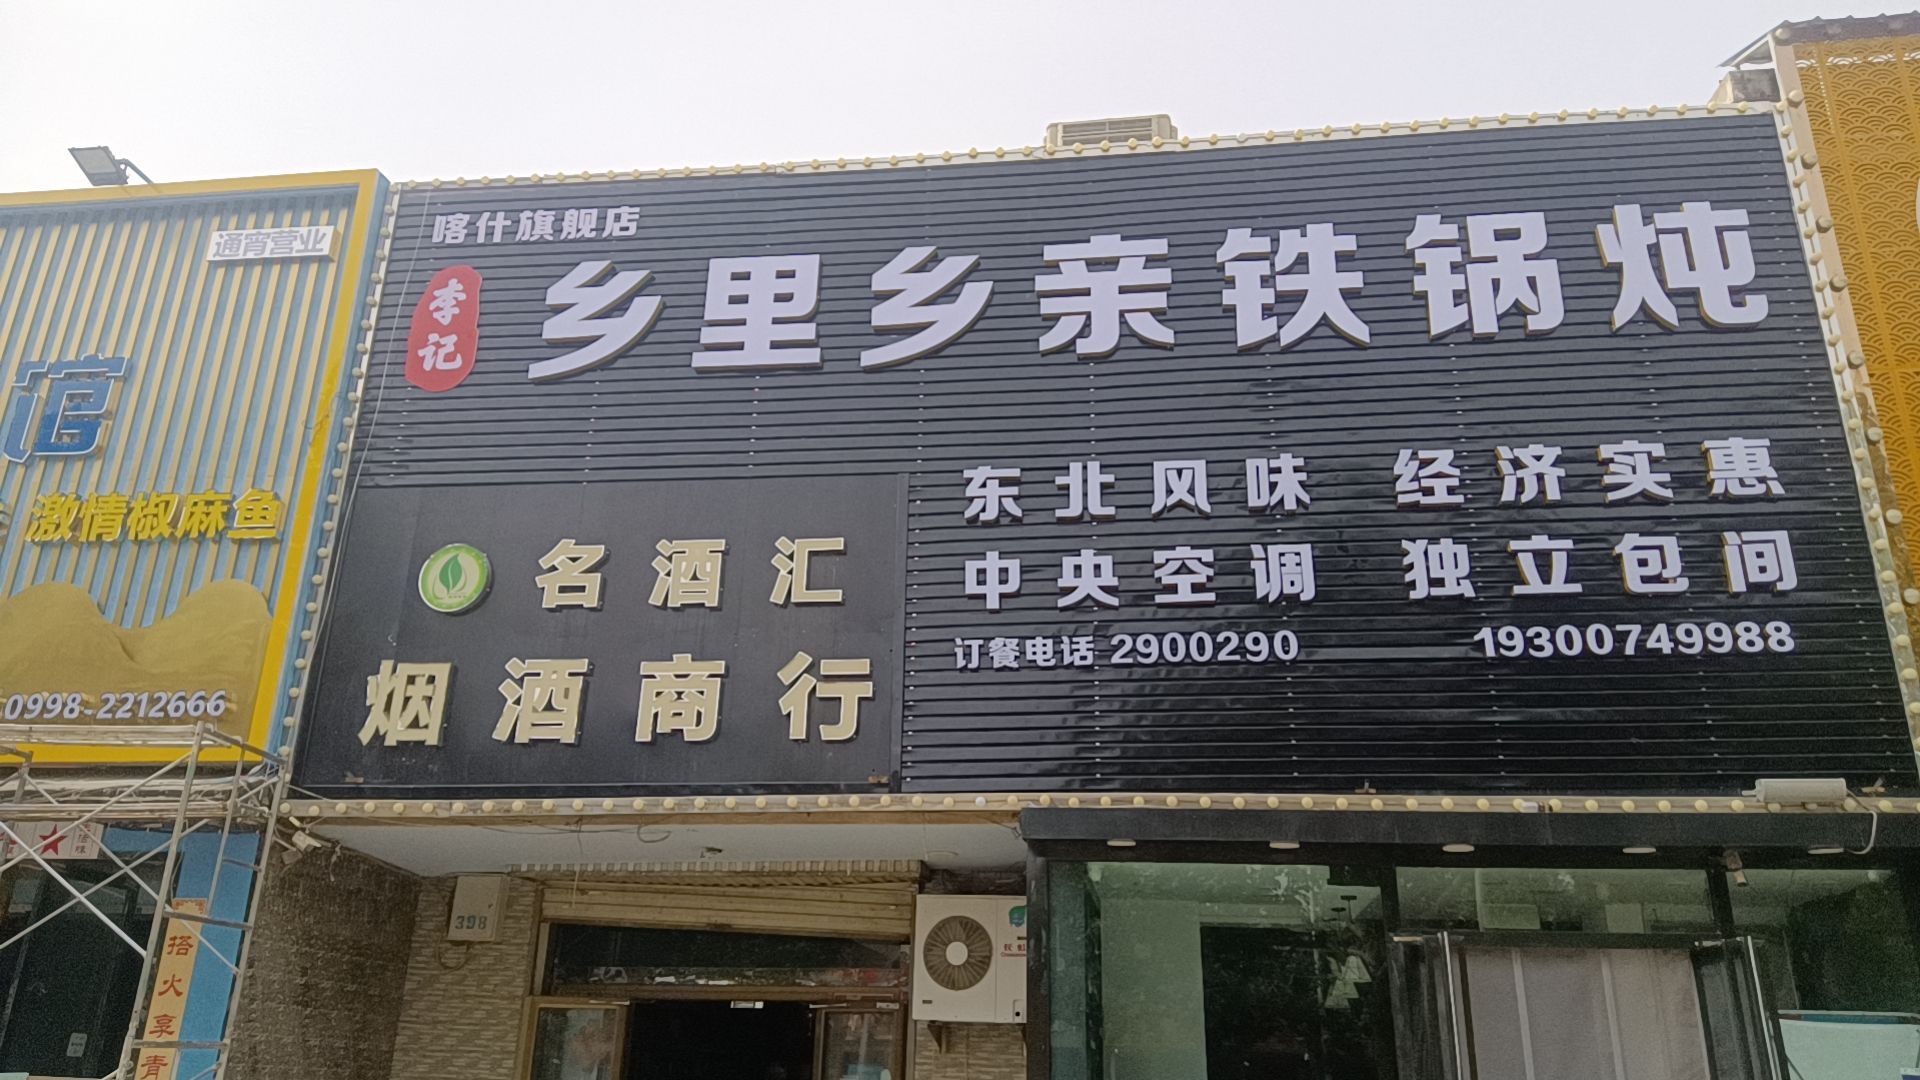 通宵营业
馆
激情椒麻鱼
0998-2212666
喀什旗舰店
李记
乡里乡亲铁锅炖
东北风味 经济实惠
中央空调 独立包间
订餐电话 2900290 19300749988
名酒汇
烟酒商行
398
搭火享青